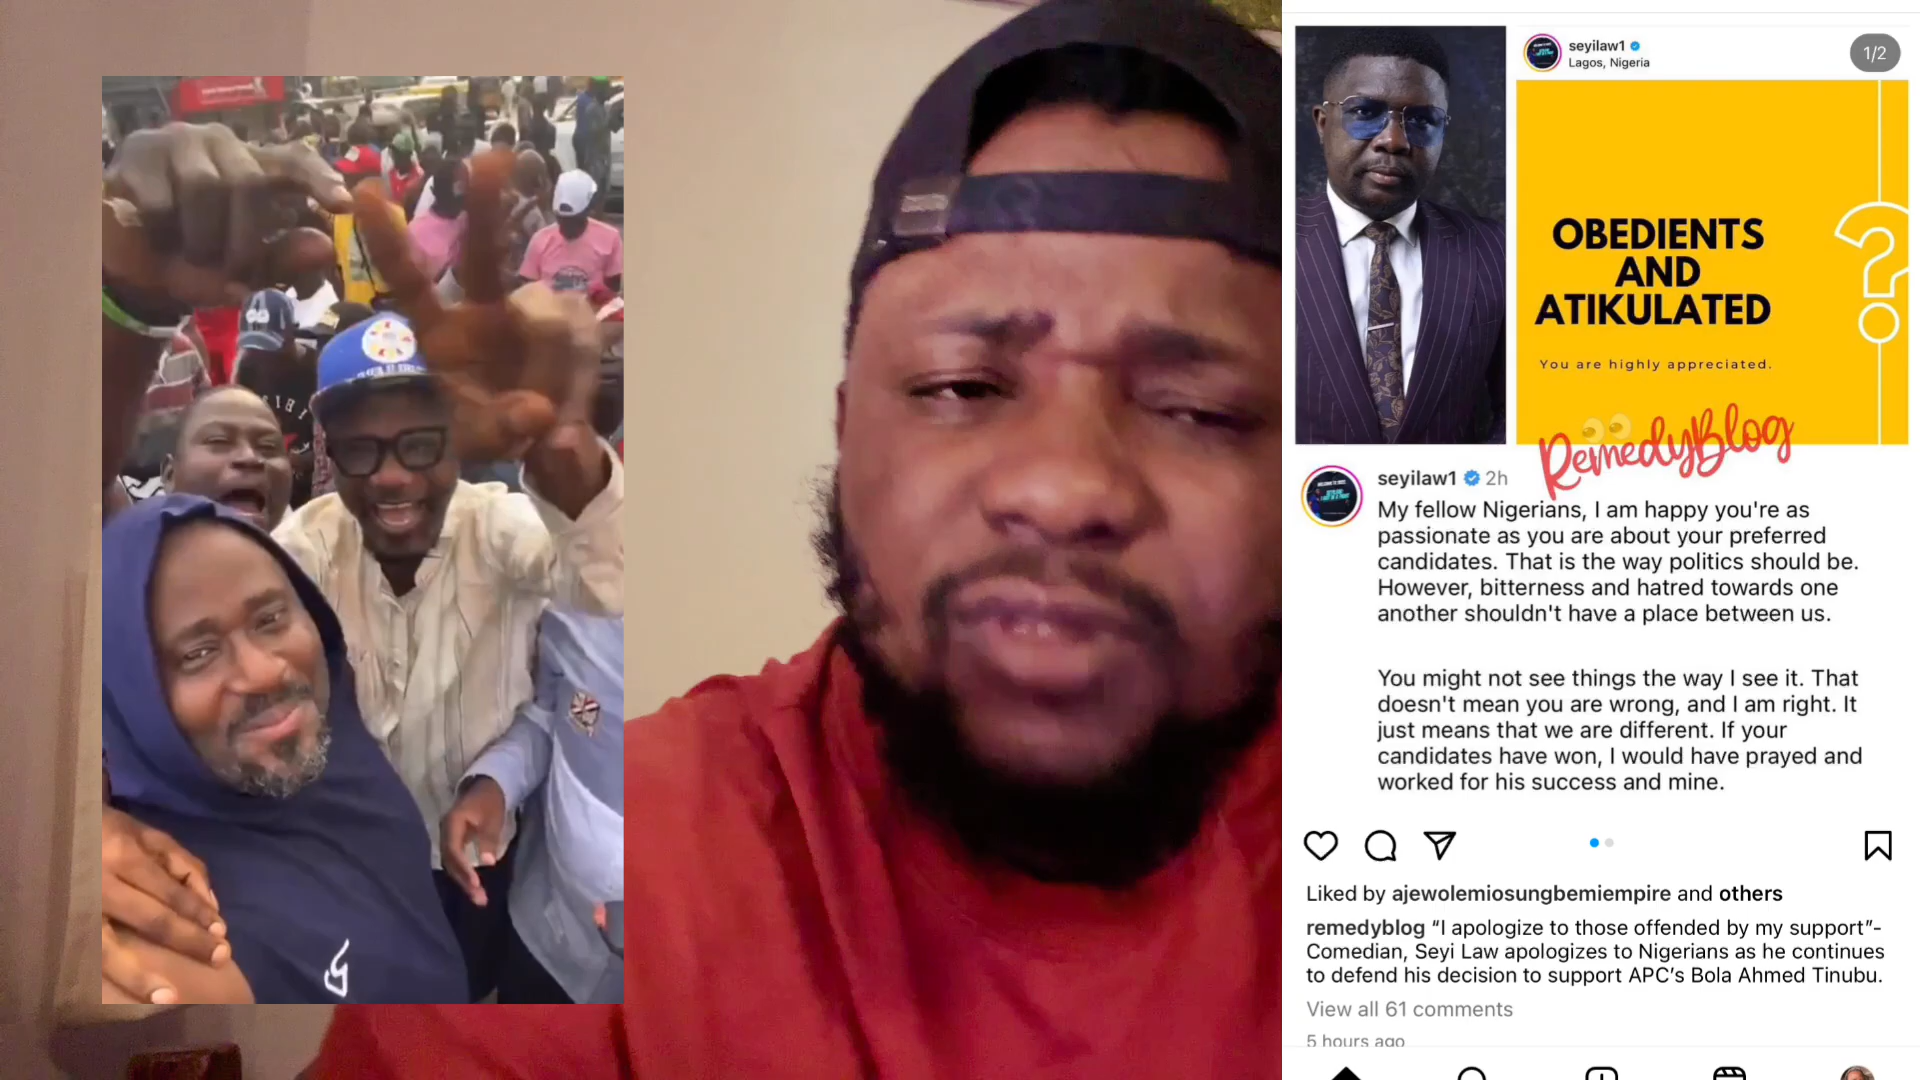 seyilaw1
Lagos, Nigeria
1/2
OBEDIENTS
AND
ATIKULATED
You are highly appreciated.
RemedyBlog
seyilaw1 2h
My fellow Nigerians, I am happy you're as
passionate as you are about your preferred
candidates. That is the way politics should be.
However, bitterness and hatred towards one
another shouldn't have a place between us.
You might not see things the way I see it. That
doesn't mean you are wrong, and I am right. It
just means that we are different. If your
candidates have won, I would have prayed and
worked for his success and mine.
Liked by ajewolemiosungbemiempire and others
remedyblog “I apologize to those offended by my support”-
Comedian, Seyi Law apologizes to Nigerians as he continues
to defend his decision to support APC’s Bola Ahmed Tinubu.
View all 61 comments
5 hours ago